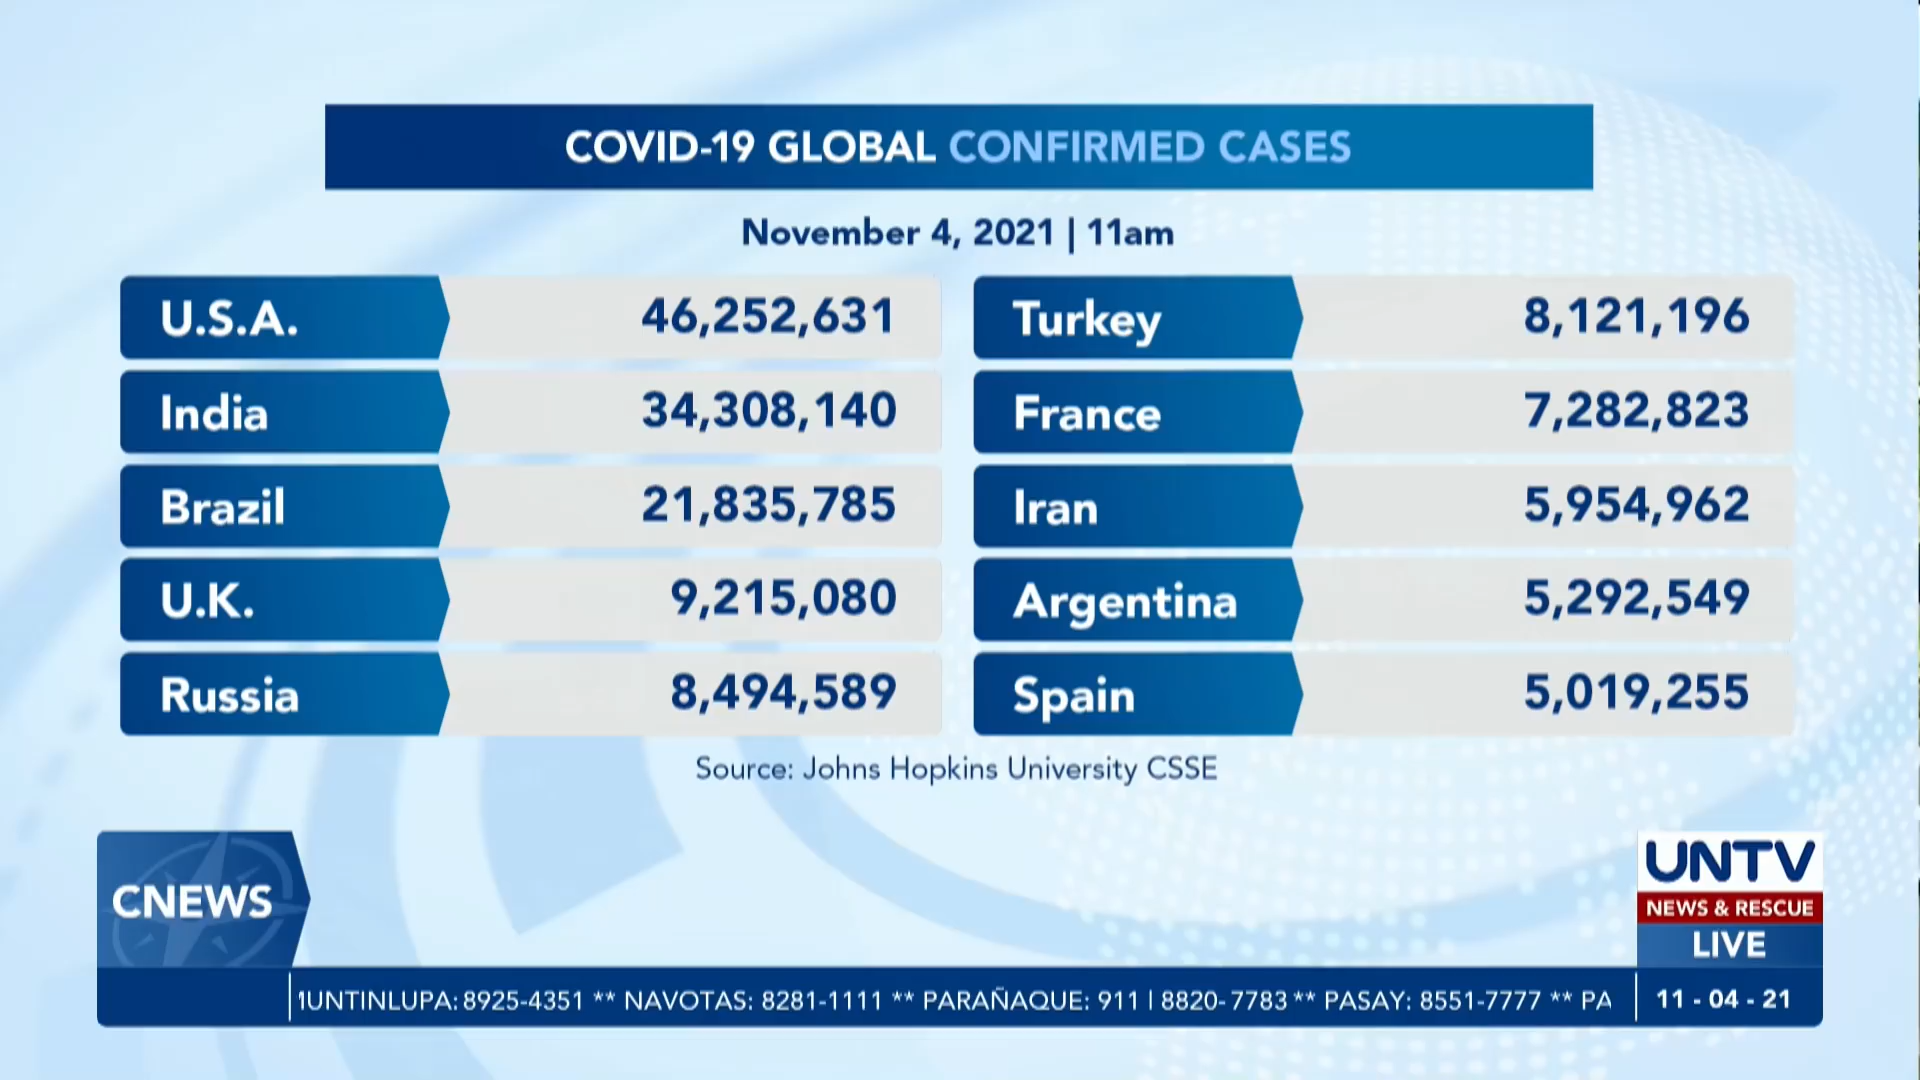 COVID-19 GLOBAL CONFIRMED CASES
November 4, 2021 | 11am
U.S.A. 46,252,631
India 34,308,140
Brazil 21,835,785
U.K. 9,215,080
Russia 8,494,589
Turkey 8,121,196
France 7,282,823
Iran 5,954,962
Argentina 5,292,549
Spain 5,019,255
Source: Johns Hopkins University CSSE
CNEWS
UNTV
NEWS & RESCUE
LIVE
UNTINLUPA: 8925-4351 ** NAVOTAS: 8281-1111 ** PARAÑAQUE: 911 | 8820-7783 ** PASAY: 8551-7777 ** PA
11 - 04 - 21